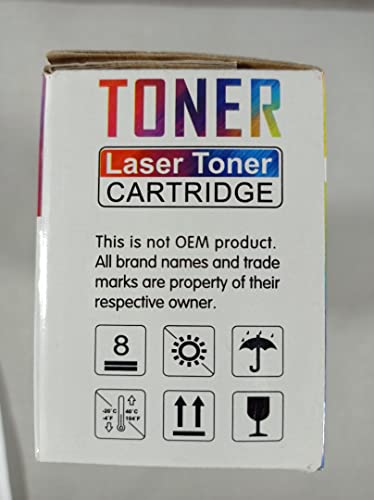 TONER
Laser Toner
CARTRIDGE
This is not OEM product.
All brand names and trade
marks are property of their
respective owner.
8
-20°C 40°C
-4°F 104°F